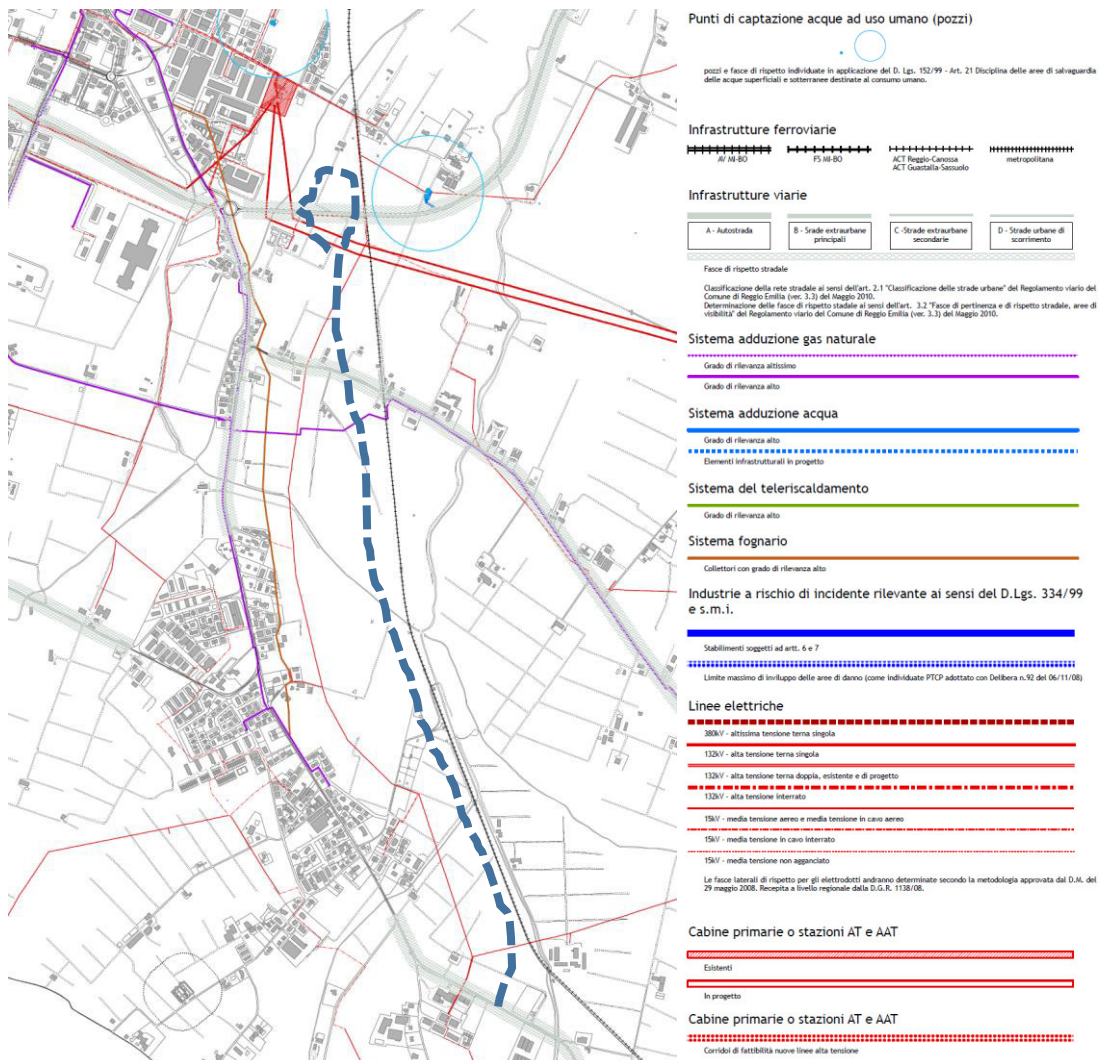 Punti di captazione acque ad uso umano (pozzi)
pozzi e fasce di rispetto individuate in applicazione del D. Lgs. 152/99 - Art. 21 Disciplina delle aree di salvaguardia
delle acque superficiali e sotterranee destinate al consumo umano.
Infrastrutture ferroviarie
AV MI-BO
FS MI-BO
ACT Reggio-Canossa
ACT Guastalla-Sassuolo
metropolitana
Infrastrutture viarie
A - Autostrada
B - Srade extraurbane
principali
C -Strade extraurbane
secondarie
D - Strade urbane di
scorrimento
Fasce di rispetto stradale
Classificazione della rete stradale ai sensi dell'art. 2.1 "Classificazione delle strade urbane" del Regolamento viario del
Comune di Reggio Emilia (ver. 3.3) del Maggio 2010.
Determinazione delle fasce di rispetto stadale ai sensi dell'art. 3.2 "Fasce di pertinenza e di rispetto stradale, aree di
visibilità" del Regolamento viario del Comune di Reggio Emilia (ver. 3.3) del Maggio 2010.
Sistema adduzione gas naturale
Grado di rilevanza altissimo
Grado di rilevanza alto
Sistema adduzione acqua
Grado di rilevanza alto
Elementi infrastrutturali in progetto
Sistema del teleriscaldamento
Grado di rilevanza alto
Sistema fognario
Collettori con grado di rilevanza alto
Industrie a rischio di incidente rilevante ai sensi del D.Lgs. 334/99
e s.m.i.
Stabilimenti soggetti ad artt. 6 e 7
Limite massimo di inviluppo delle aree di danno (come individuate PTCP adottato con Delibera n.92 del 06/11/08)
Linee elettriche
380kV - altissima tensione terna singola
132kV - alta tensione terna singola
132kV - alta tensione terna doppia, esistente e di progetto
132kV - alta tensione interrato
15kV - media tensione aereo e media tensione in cavo aereo
15kV - media tensione in cavo interrato
15kV - media tensione non agganciato
Le fasce laterali di rispetto per gli elettrodotti andranno determinate secondo la metodologia approvata dal D.M. del
29 maggio 2008. Recepita a livello regionale dalla D.G.R. 1138/08.
Cabine primarie o stazioni AT e AAT
Esistenti
In progetto
Cabine primarie o stazioni AT e AAT
Corridoi di fattibilità nuove linee alta tensione